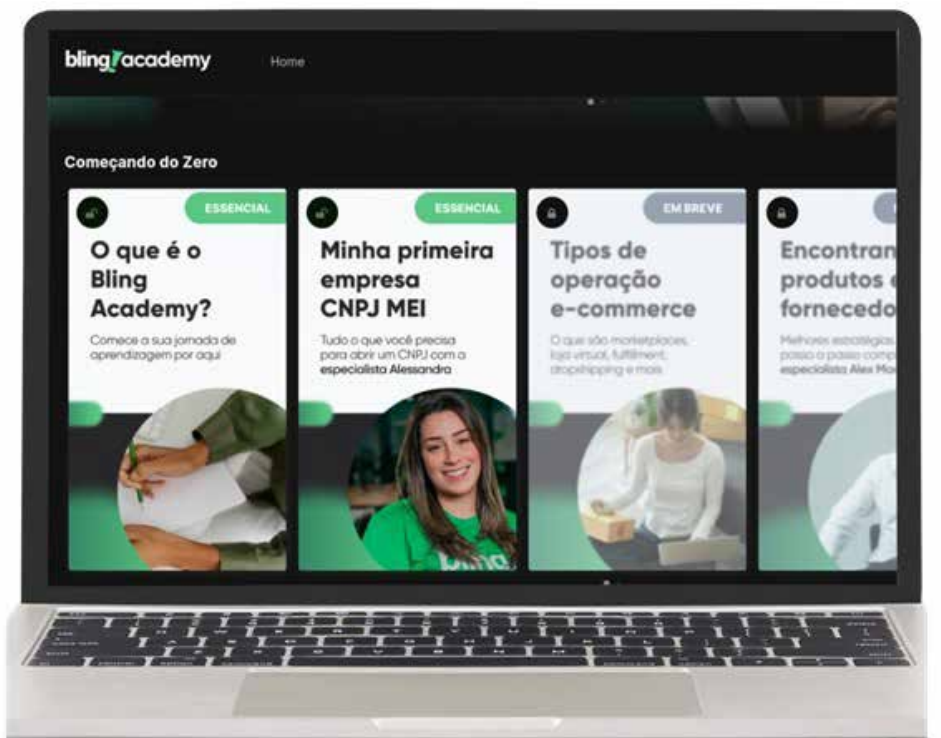 bling academy
Home
Começando do Zero
ESSENCIAL
O que é o
Bling
Academy?
Comece a sua jornada de
aprendizagem por aqui
ESSENCIAL
Minha primeira
empresa
CNPJ MEI
Tudo o que você precisa
para abrir um CNPJ com a
especialista Alessandra
bling
EM BREVE
Tipos de
operação
e-commerce
O que são marketplaces,
loja virtual, fulfillment,
dropshipping e mais
Encontran
produtos e
fornecedo
Melhores estratégias,
passo a passo comp
especialista Alex Mo